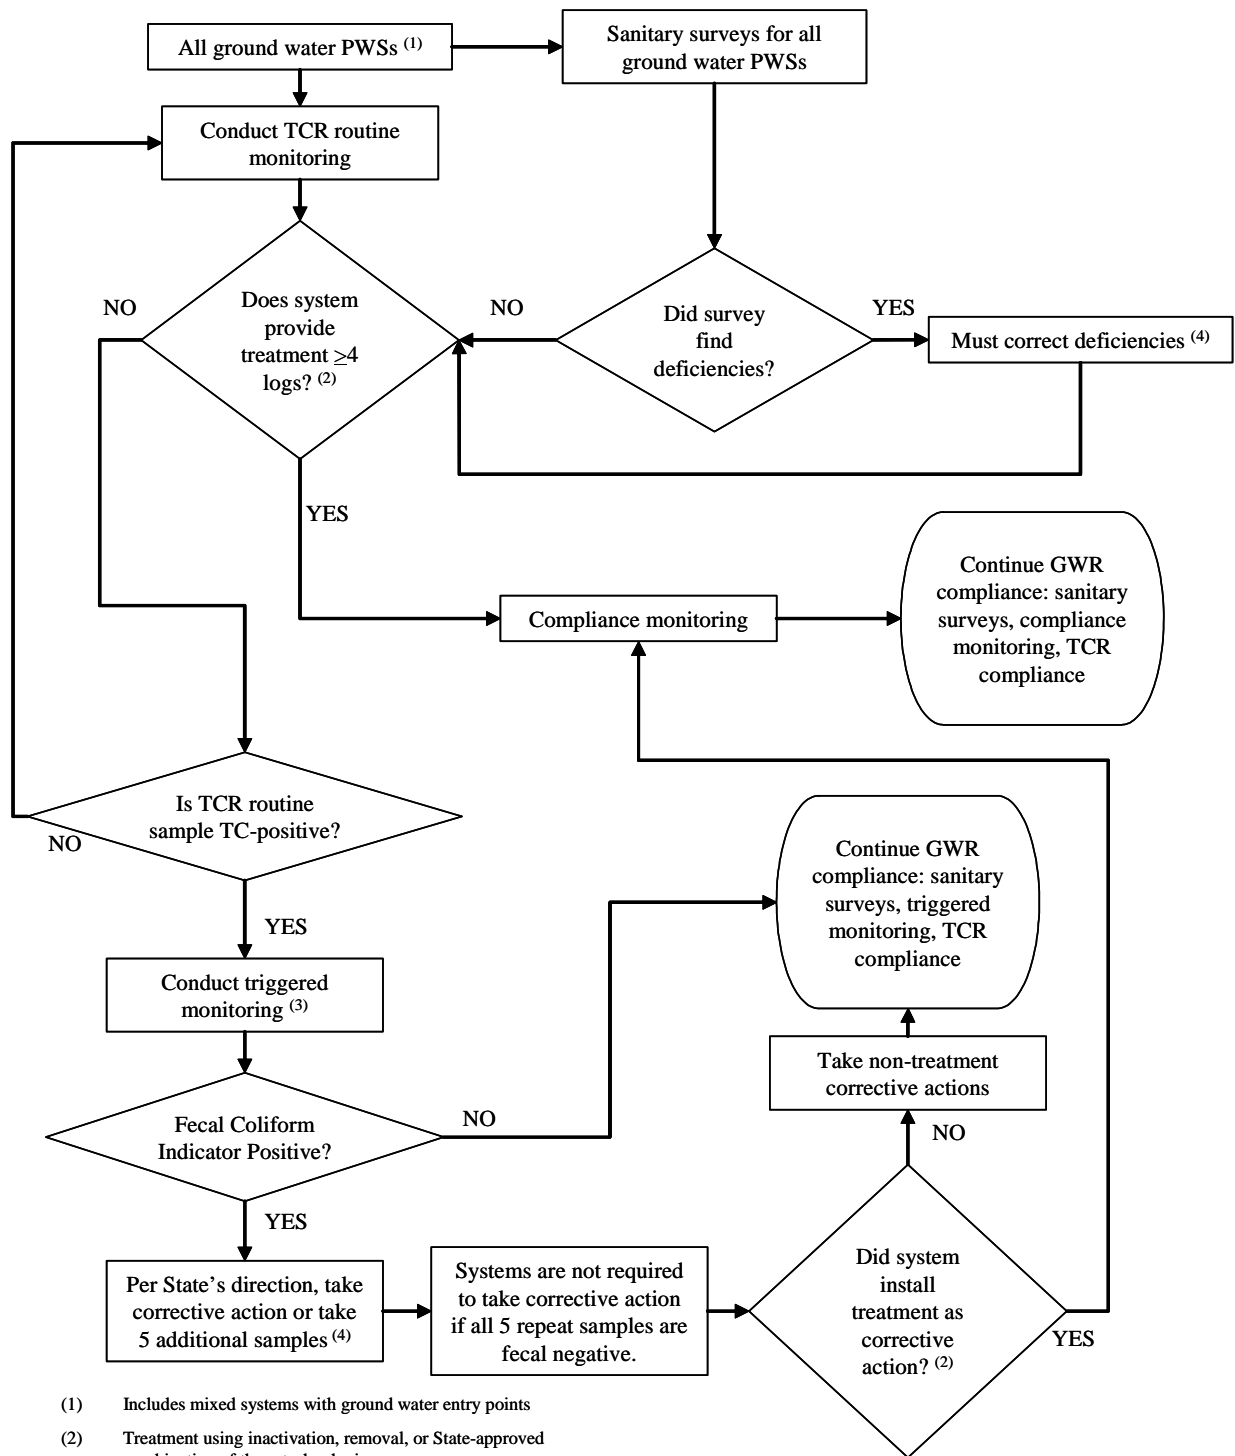 All ground water PWSs (1)
Sanitary surveys for all
ground water PWSs
Conduct TCR routine
monitoring
NO
Does system
provide
treatment ≥4
logs? (2)
NO
Did survey
find
deficiencies?
YES
Must correct deficiencies (4)
YES
Compliance monitoring
Continue GWR
compliance: sanitary
surveys, compliance
monitoring, TCR
compliance
Is TCR routine
sample TC-positive?
NO
YES
Continue GWR
compliance: sanitary
surveys, triggered
monitoring, TCR
compliance
Conduct triggered
monitoring (3)
Take non-treatment
corrective actions
Fecal Coliform
Indicator Positive?
NO
NO
YES
Per State’s direction, take
corrective action or take
5 additional samples (4)
Systems are not required
to take corrective action
if all 5 repeat samples are
fecal negative.
Did system
install
treatment as
corrective
action? (2)
YES
(1) Includes mixed systems with ground water entry points
(2) Treatment using inactivation, removal, or State-approved